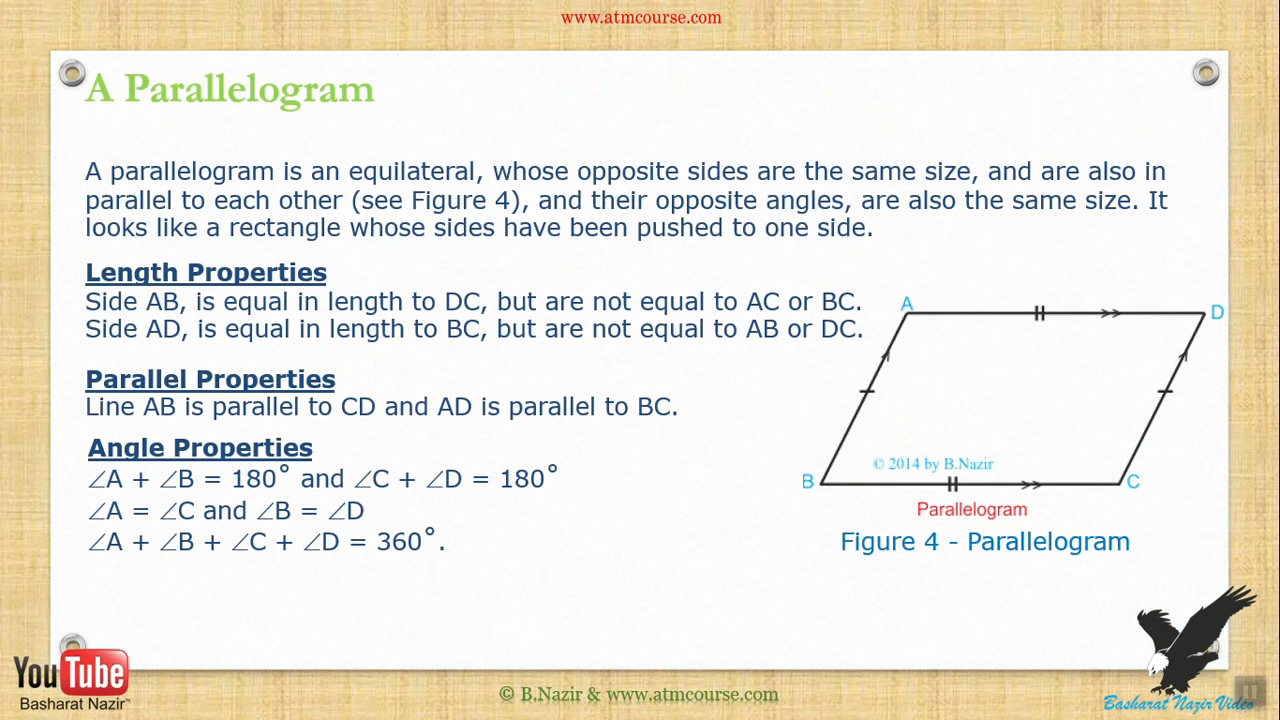 www.atmcourse.com
A Parallelogram
A parallelogram is an equilateral, whose opposite sides are the same size, and are also in
parallel to each other (see Figure 4), and their opposite angles, are also the same size. It
looks like a rectangle whose sides have been pushed to one side.
Length Properties
Side AB, is equal in length to DC, but are not equal to AC or BC.
Side AD, is equal in length to BC, but are not equal to AB or DC.
Parallel Properties
Line AB is parallel to CD and AD is parallel to BC.
Angle Properties
∠A + ∠B = 180° and ∠C + ∠D = 180°
∠A = ∠C and ∠B = ∠D
∠A + ∠B + ∠C + ∠D = 360°.
A
D
B
C
© 2014 by B.Nazir
Parallelogram
Figure 4 - Parallelogram
YouTube
Basharat Nazir™
© B.Nazir & www.atmcourse.com
Basharat Nazir Video